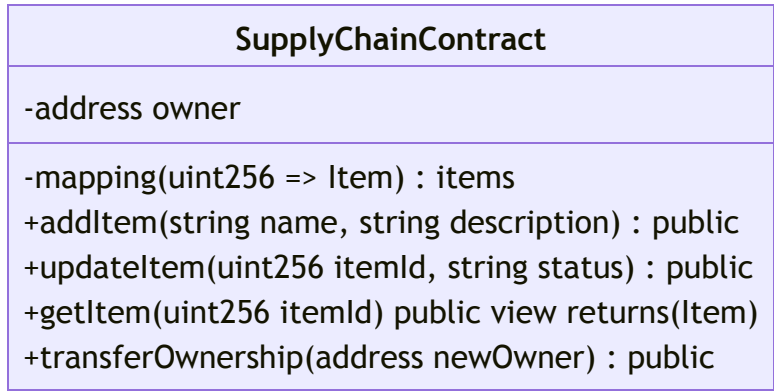 SupplyChainContract
-address owner
-mapping(uint256 => Item) : items
+addItem(string name, string description) : public
+updateItem(uint256 itemId, string status) : public
+getItem(uint256 itemId) public view returns(Item)
+transferOwnership(address newOwner) : public